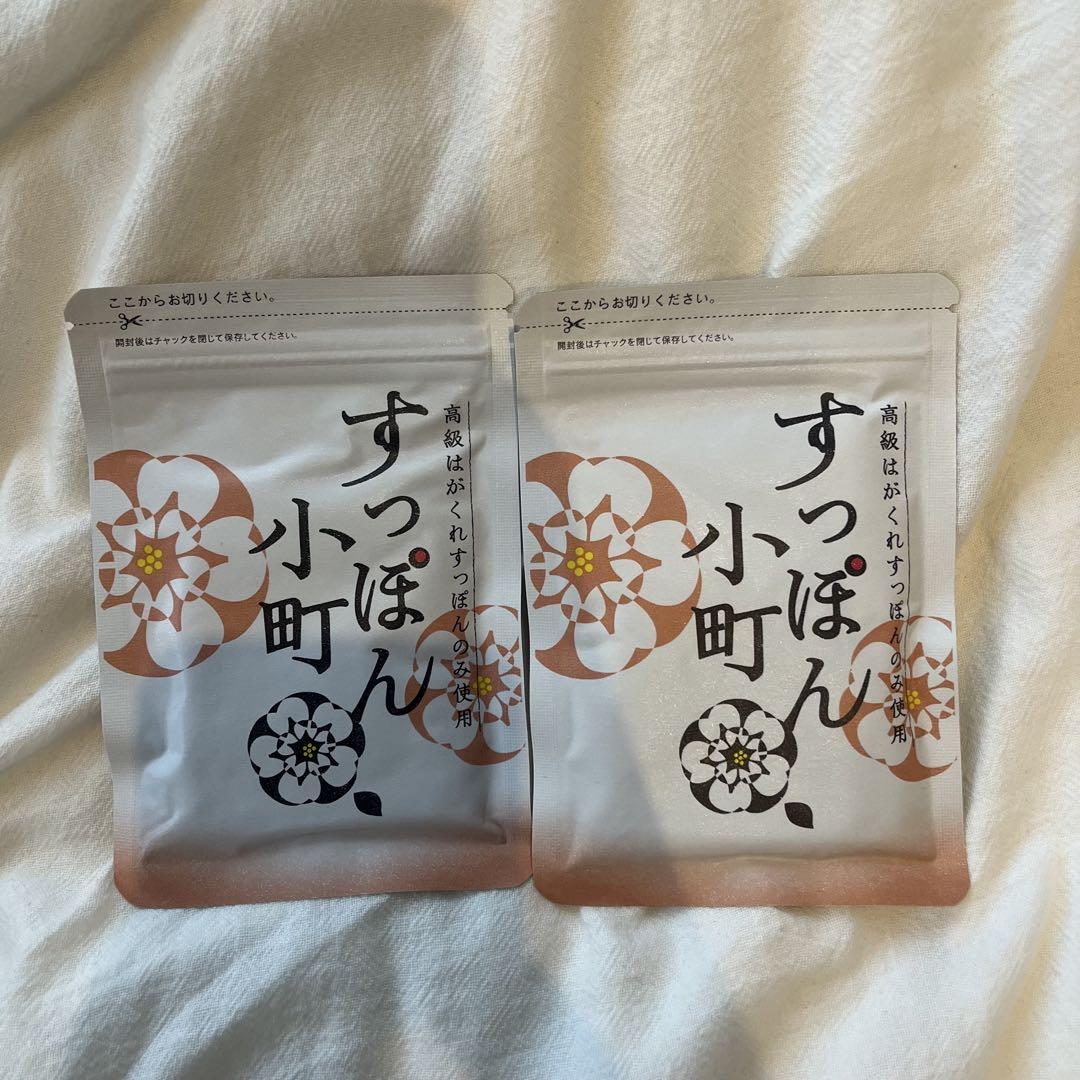 ここからお切りください。
開封後はチャックを閉じて保存してください。
高級はがくれすっぽんのみ使用
すっぽん
小町
ここからお切りください。
開封後はチャックを閉じて保存してください。
高級はがくれすっぽんのみ使用
すっぽん
小町